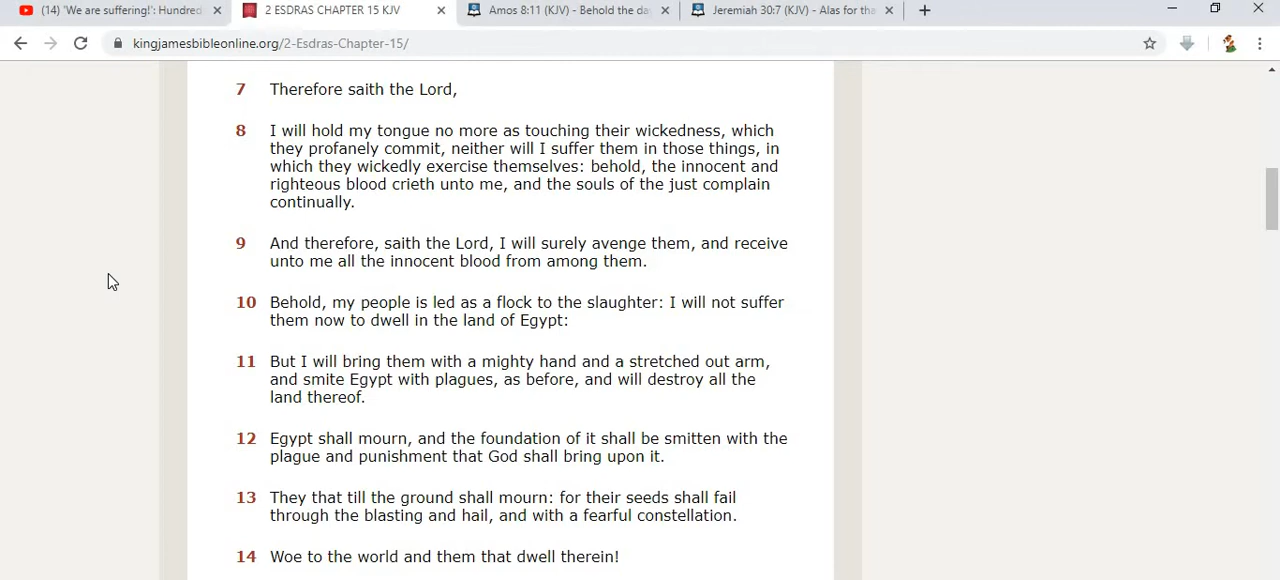 (14) 'We are suffering!': Hundred
2 ESDRAS CHAPTER 15 KJV
Amos 8:11 (KJV) - Behold the da
Jeremiah 30:7 (KJV) - Alas for tha
kingjamesbibleonline.org/2-Esdras-Chapter-15/
7 Therefore saith the Lord,
8 I will hold my tongue no more as touching their wickedness, which
they profanely commit, neither will I suffer them in those things, in
which they wickedly exercise themselves: behold, the innocent and
righteous blood crieth unto me, and the souls of the just complain
continually.
9 And therefore, saith the Lord, I will surely avenge them, and receive
unto me all the innocent blood from among them.
10 Behold, my people is led as a flock to the slaughter: I will not suffer
them now to dwell in the land of Egypt:
11 But I will bring them with a mighty hand and a stretched out arm,
and smite Egypt with plagues, as before, and will destroy all the
land thereof.
12 Egypt shall mourn, and the foundation of it shall be smitten with the
plague and punishment that God shall bring upon it.
13 They that till the ground shall mourn: for their seeds shall fail
through the blasting and hail, and with a fearful constellation.
14 Woe to the world and them that dwell therein!